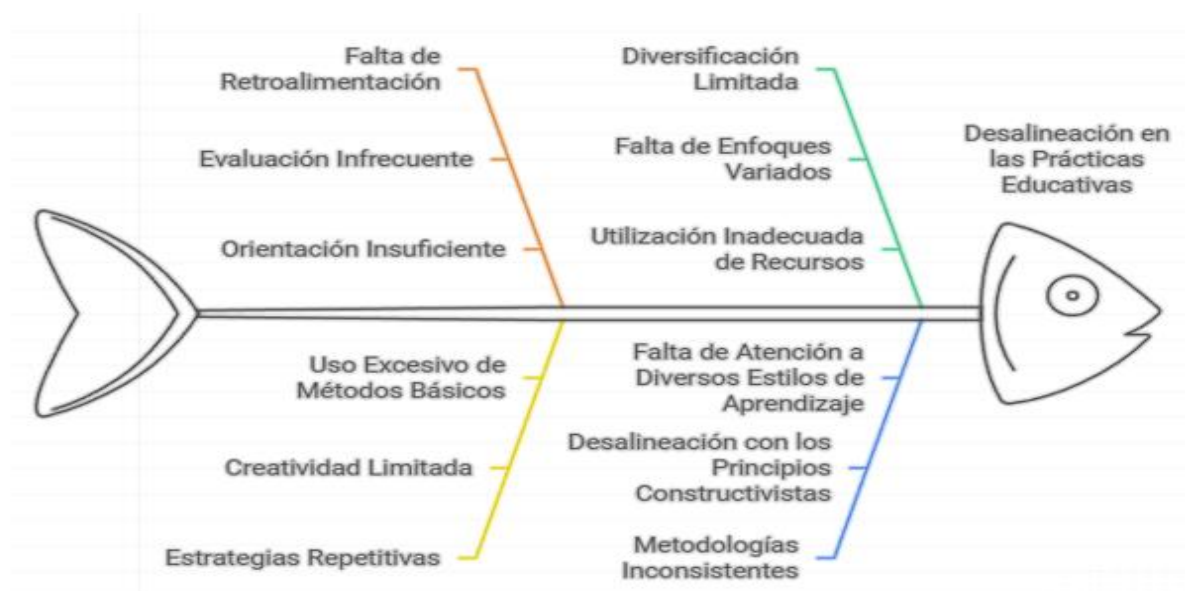 Falta de
Retroalimentación
Evaluación Infrecuente
Orientación Insuficiente
Diversificación
Limitada
Falta de Enfoques
Variados
Utilización Inadecuada
de Recursos
Desalineación en
las Prácticas
Educativas
Uso Excesivo de
Métodos Básicos
Creatividad Limitada
Estrategias Repetitivas
Falta de Atención a
Diversos Estilos de
Aprendizaje
Desalineación con los
Principios
Constructivistas
Metodologías
Inconsistentes